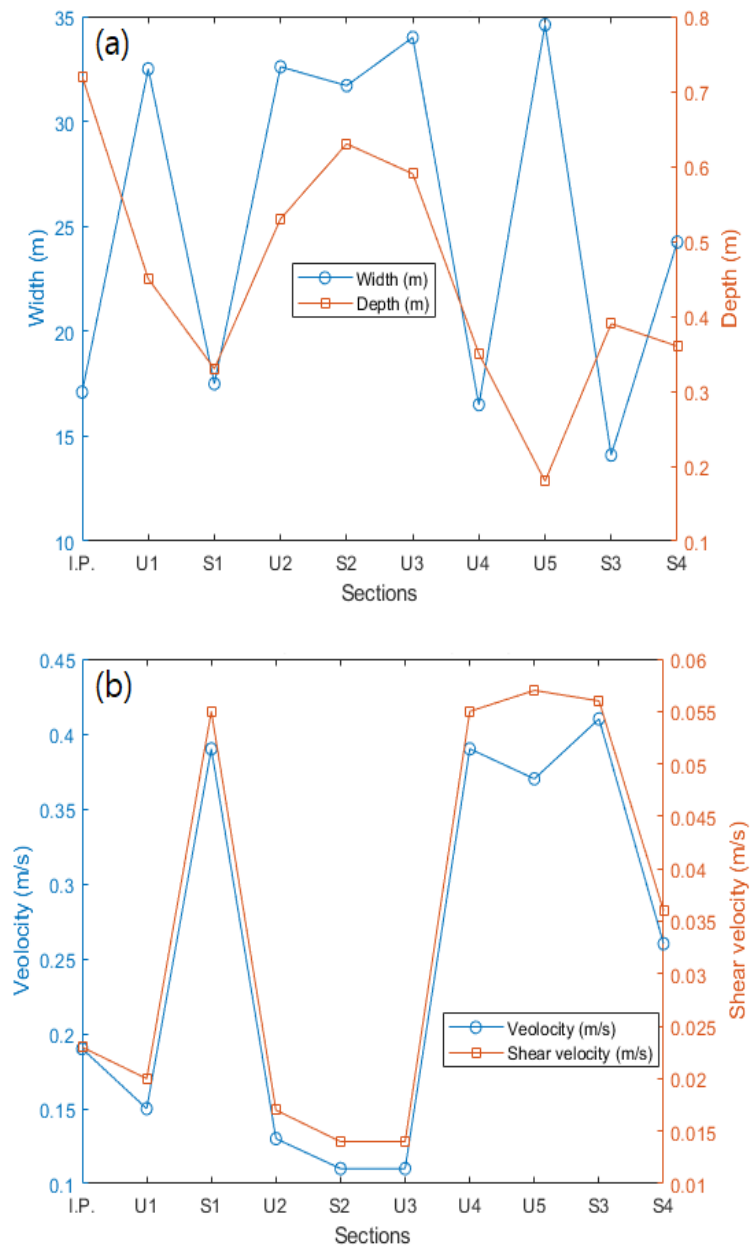 (a)
35
30
25
20
15
10
Width (m)
0.8
0.7
0.6
0.5
0.4
0.3
0.2
0.1
Depth (m)
Width (m)
Depth (m)
I.P. U1 S1 U2 S2 U3 U4 U5 S3 S4
Sections
(b)
0.45
0.4
0.35
0.3
0.25
0.2
0.15
0.1
Veolocity (m/s)
0.06
0.055
0.05
0.045
0.04
0.035
0.03
0.025
0.02
0.015
0.01
Shear velocity (m/s)
Veolocity (m/s)
Shear velocity (m/s)
I.P. U1 S1 U2 S2 U3 U4 U5 S3 S4
Sections